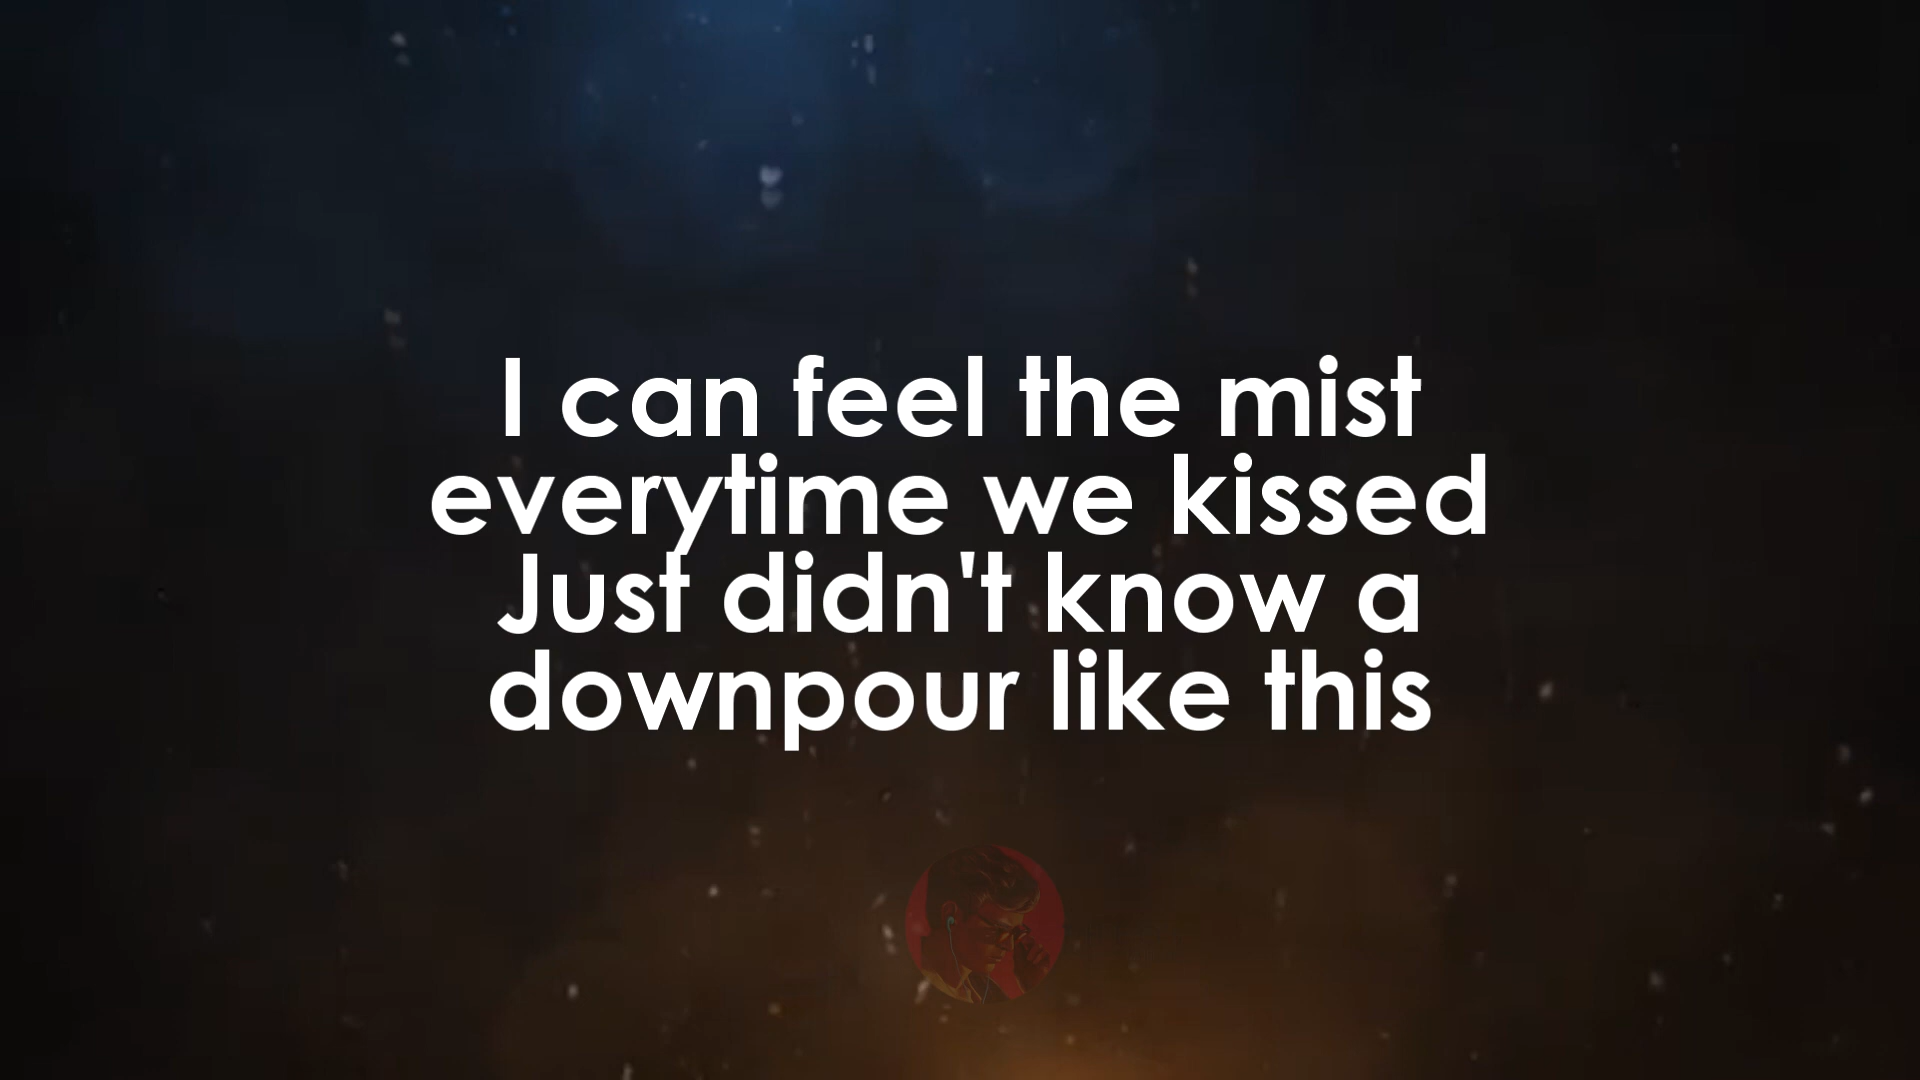 I can feel the mist
everytime we kissed
Just didn't know a
downpour like this